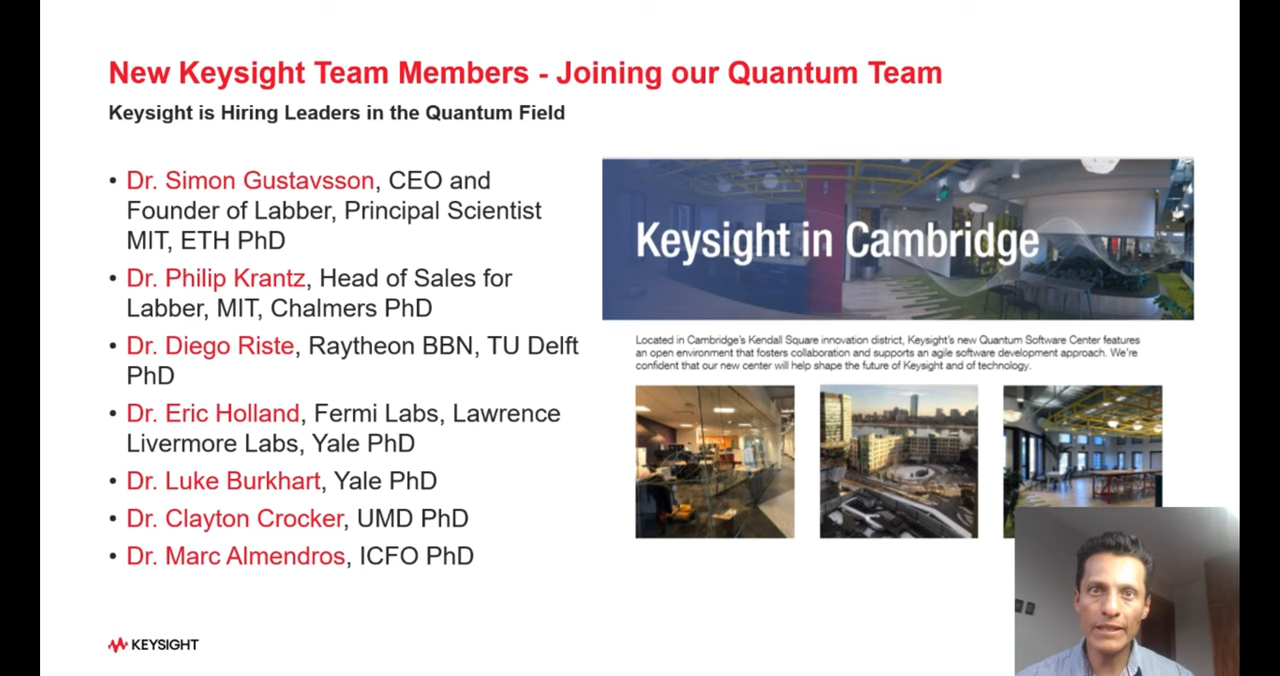 New Keysight Team Members - Joining our Quantum Team
Keysight is Hiring Leaders in the Quantum Field
• Dr. Simon Gustavsson, CEO and
Founder of Labber, Principal Scientist
MIT, ETH PhD
• Dr. Philip Krantz, Head of Sales for
Labber, MIT, Chalmers PhD
• Dr. Diego Riste, Raytheon BBN, TU Delft
PhD
• Dr. Eric Holland, Fermi Labs, Lawrence
Livermore Labs, Yale PhD
• Dr. Luke Burkhart, Yale PhD
• Dr. Clayton Crocker, UMD PhD
• Dr. Marc Almendros, ICFO PhD
Keysight in Cambridge
Located in Cambridge's Kendall Square innovation district, Keysight's new Quantum Software Center features
an open environment that fosters collaboration and supports an agile software development approach. We're
confident that our new center will help shape the future of Keysight and of technology.
KEYSIGHT